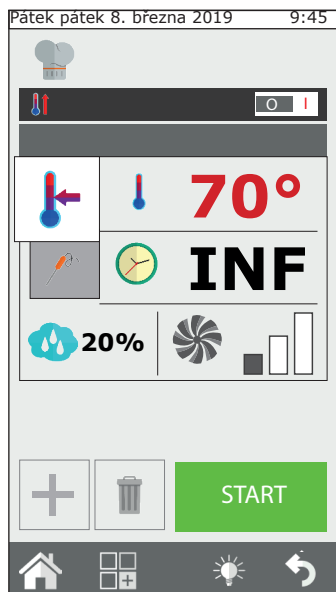 Pátek pátek 8. března 2019 9:45
O I
70°
INF
20%
START